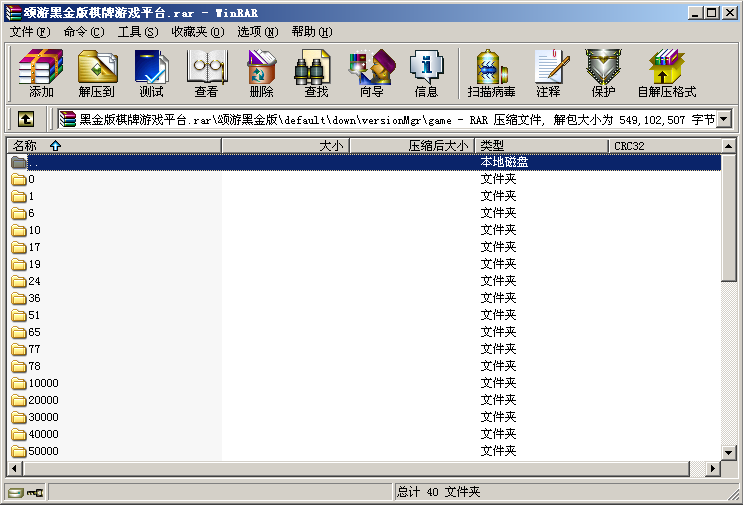 颂游黑金版棋牌游戏平台.rar - WinRAR
文件(F) 命令(C) 工具(S) 收藏夹(O) 选项(N) 帮助(H)
添加 解压到 测试 查看 删除 查找 向导 信息 扫描病毒 注释 保护 自解压格式
黑金版棋牌游戏平台.rar\颂游黑金版\default\down\versionMgr\game - RAR 压缩文件, 解包大小为 549,102,507 字节
名称 大小 压缩后大小 类型 CRC32
.. 本地磁盘
0 文件夹
1 文件夹
6 文件夹
10 文件夹
17 文件夹
19 文件夹
24 文件夹
36 文件夹
51 文件夹
65 文件夹
77 文件夹
78 文件夹
10000 文件夹
20000 文件夹
30000 文件夹
40000 文件夹
50000 文件夹
总计 40 文件夹